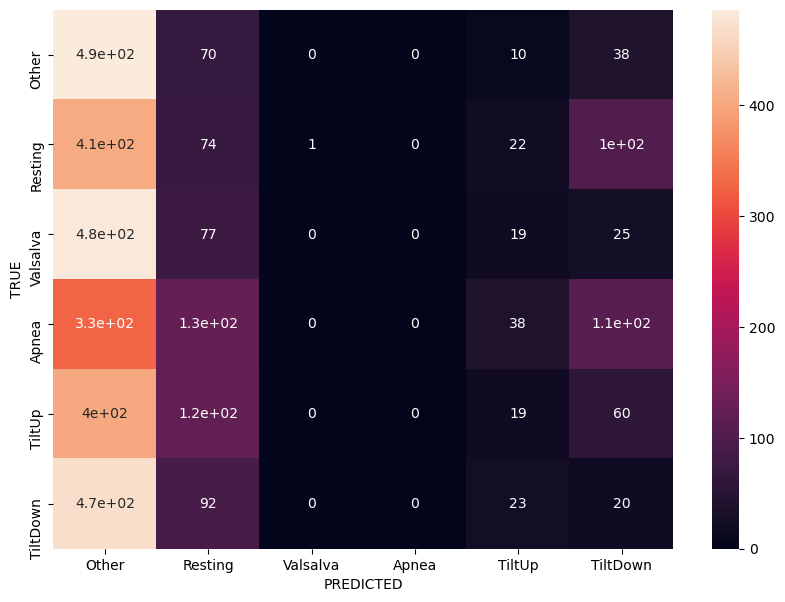 Other 4.9e+02 70 0 0 10 38
Resting 4.1e+02 74 1 0 22 1e+02
Valsalva 4.8e+02 77 0 0 19 25
Apnea 3.3e+02 1.3e+02 0 0 38 1.1e+02
TiltUp 4e+02 1.2e+02 0 0 19 60
TiltDown 4.7e+02 92 0 0 23 20
TRUE
Other Resting Valsalva Apnea TiltUp TiltDown
PREDICTED
400
300
200
100
0